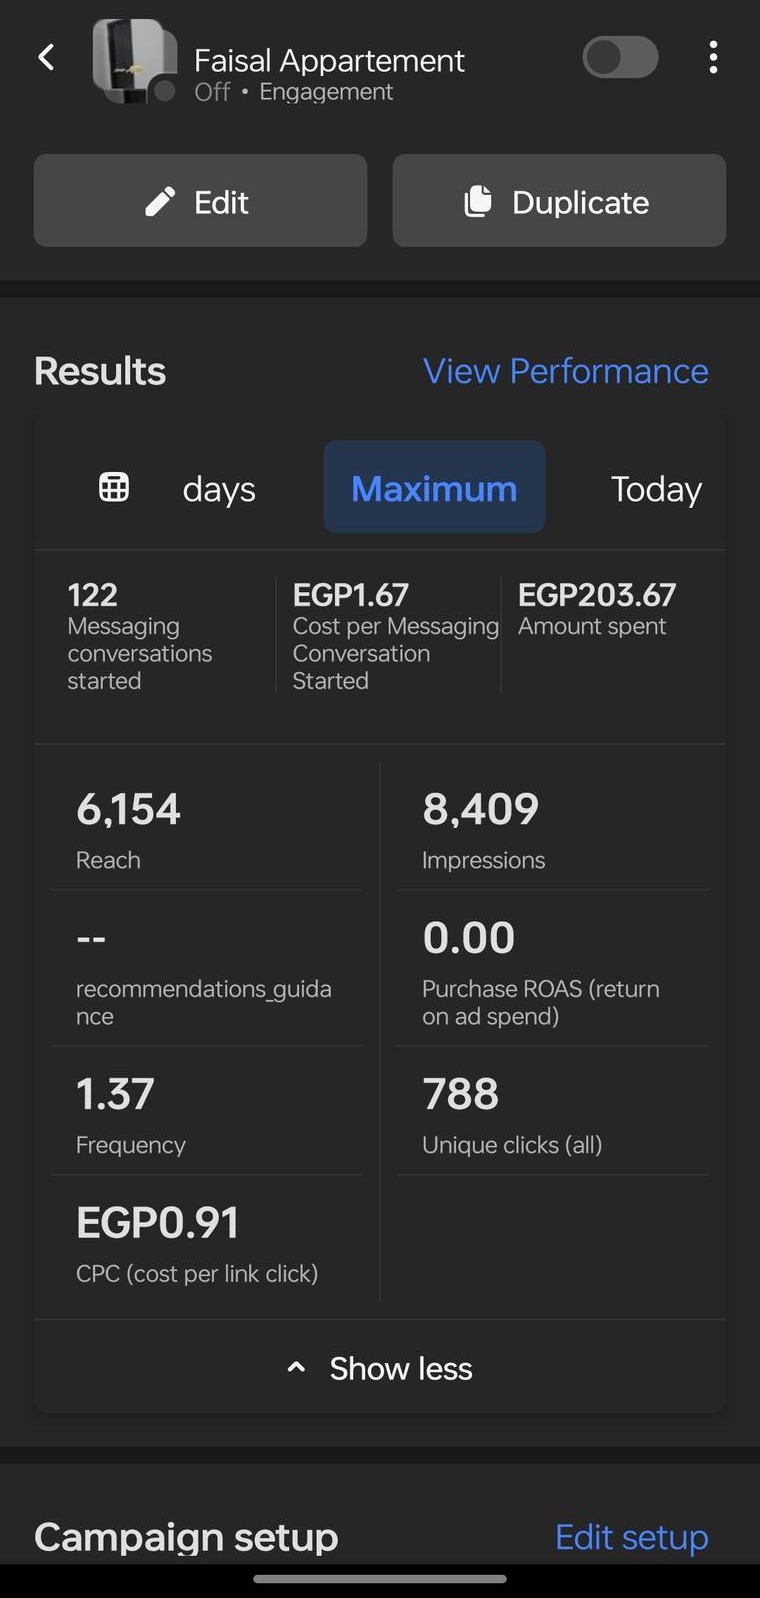 Faisal Appartement
Off • Engagement
Edit
Duplicate
Results
View Performance
days
Maximum
Today
122
Messaging
conversations
started
EGP1.67
Cost per Messaging
Conversation
Started
EGP203.67
Amount spent
6,154
Reach
8,409
Impressions
--
recommendations_guida
nce
0.00
Purchase ROAS (return
on ad spend)
1.37
Frequency
788
Unique clicks (all)
EGP0.91
CPC (cost per link click)
Show less
Campaign setup
Edit setup